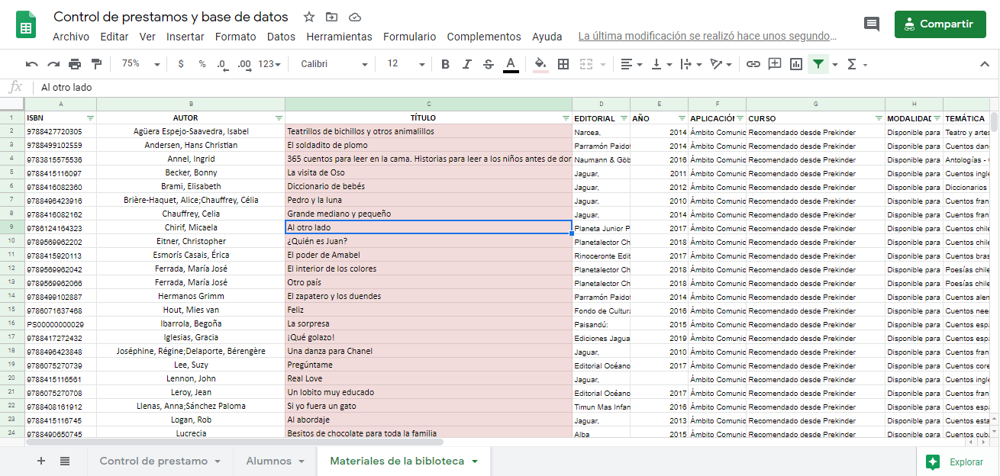 Control de prestamos y base de datos
Archivo Editar Ver Insertar Formato Datos Herramientas Formulario Complementos Ayuda La última modificación se realizó hace unos segundo...
Compartir
75% $ % .0 .00 123 Calibri 12 B I S A
fx Al otro lado
A B C D E F G H
1 ISBN AUTOR TÍTULO EDITORIAL AÑO APLICACIÓN CURSO MODALIDAD TEMÁTICA
2 9788427720305 Agüera Espejo-Saavedra, Isabel Teatrillos de bichillos y otros animalillos Narcea, 2014 Ámbito Comunic Recomendado desde Prekinder Disponible para Teatro y artes
3 9788499102559 Andersen, Hans Christian El soldadito de plomo Parramón Paidot 2014 Ámbito Comunic Recomendado desde Prekinder Disponible para Cuentos dan
4 9783815575536 Annel, Ingrid 365 cuentos para leer en la cama. Historias para leer a los niños antes de dor Naumann & Göb 2016 Ámbito Comunic Recomendado desde Prekinder Disponible para Antologías -
5 9788415116097 Becker, Bonny La visita de Oso Jaguar, 2011 Ámbito Comunic Recomendado desde Prekinder Disponible para Cuentos ingle
6 9788416082360 Brami, Elisabeth Diccionario de bebés Jaguar, 2012 Ámbito Comunic Recomendado desde Prekinder Disponible para Diccionarios
7 9788496423916 Brière-Haquet, Alice;Chauffrey, Célia Pedro y la luna Jaguar, 2010 Ámbito Comunic Recomendado desde Prekinder Disponible para Cuentos fran
8 9788416082162 Chauffrey, Celia Grande mediano y pequeño Jaguar, 2014 Ámbito Comunic Recomendado desde Prekinder Disponible para Cuentos fran
9 9786124164323 Chirif, Micaela Al otro lado Planeta Junior P 2017 Ámbito Comunic Recomendado desde Prekinder Disponible para Cuentos chile
10 9789569962202 Eitner, Christopher ¿Quién es Juan? Planetalector Ch 2018 Ámbito Comunic Recomendado desde Prekinder Disponible para Cuentos chile
11 9788415920113 Esmorís Casais, Érica El poder de Amabel Rinoceronte Edit 2017 Ámbito Comunic Recomendado desde Prekinder Disponible para Cuentos bras
12 9789569962042 Ferrada, María José El interior de los colores Planetalector Ch 2018 Ámbito Comunic Recomendado desde Prekinder Disponible para Poesías chile
13 9789569962066 Ferrada, María José Otro país Planetalector Ch 2018 Ámbito Comunic Recomendado desde Prekinder Disponible para Poesías chile
14 9788499102887 Hermanos Grimm El zapatero y los duendes Parramón Paidot 2014 Ámbito Comunic Recomendado desde Prekinder Disponible para Cuentos alen
15 9786071637468 Hout, Mies van Feliz Fondo de Cultura 2016 Ámbito Comunic Recomendado desde Prekinder Disponible para Cuentos nee
16 PS00000000029 Ibarrola, Begoña La sorpresa Paisandú: 2015 Ámbito Comunic Recomendado desde Prekinder Disponible para Cuentos espa
17 9788417272432 Iglesias, Gracia ¡Qué golazo! Ediciones Jagua 2019 Ámbito Comunic Recomendado desde Prekinder Disponible para Cuentos espa
18 9788496423848 Joséphine, Régine;Delaporte, Bérengère Una danza para Chanel Jaguar, 2010 Ámbito Comunic Recomendado desde Prekinder Disponible para Cuentos fran
19 9786075270739 Lee, Suzy Pregúntame Editorial Océano 2017 Ámbito Comunic Recomendado desde Prekinder Disponible para Cuentos core
20 9788415116561 Lennon, John Real Love Jaguar, Ámbito Comunic Recomendado desde Prekinder Disponible para Cuentos ingle
21 9786075270708 Leroy, Jean Un lobito muy educado Editorial Océano 2017 Ámbito Comunic Recomendado desde Prekinder Disponible para Cuentos fran
22 9788408161912 Llenas, Anna;Sánchez Paloma Si yo fuera un gato Timun Mas Infan 2016 Ámbito Comunic Recomendado desde Prekinder Disponible para Cuentos espa
23 9788415116745 Logan, Rob Al abordaje Jaguar, 2013 Ámbito Comunic Recomendado desde Prekinder Disponible para Cuentos esta
24 9788490650745 Lucrecia Besitos de chocolate para toda la familia Alba 2015 Ámbito Comunic Recomendado desde Prekinder Disponible para Cuentos cuba
Control de prestamo Alumnos Materiales de la bibloteca Explorar